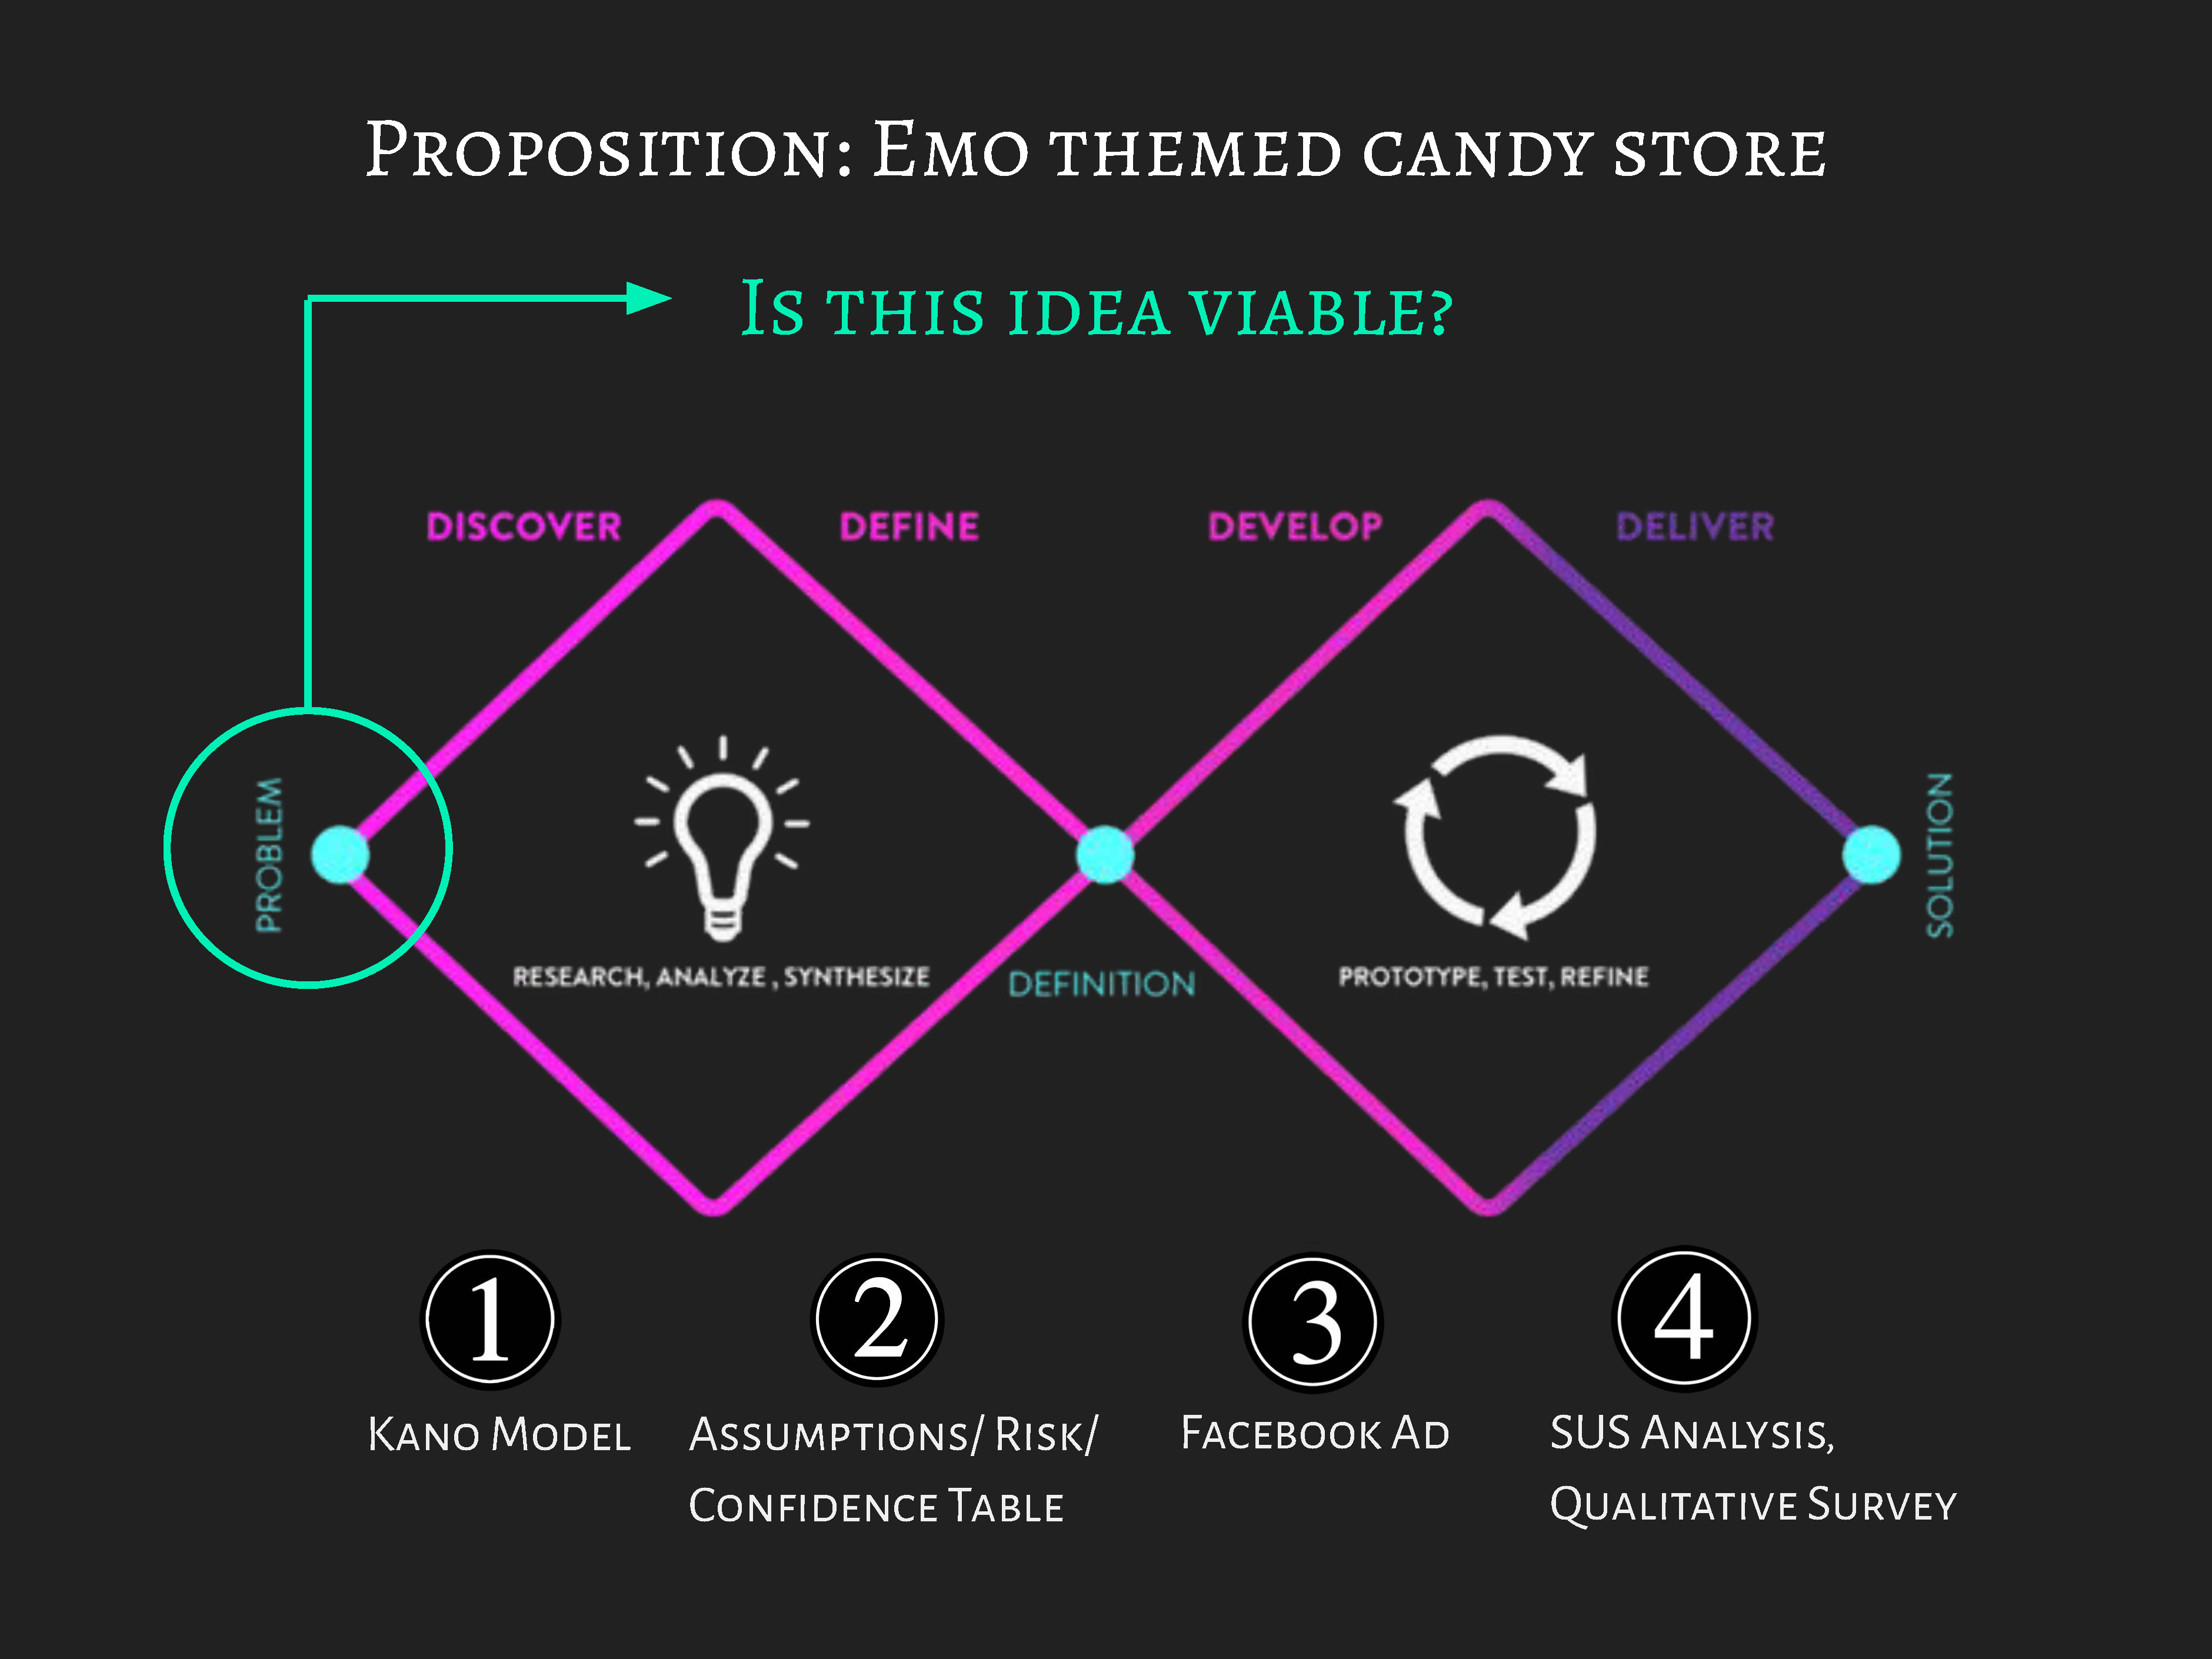 Proposition: Emo themed candy store
Is this idea viable?
DISCOVER
DEFINE
DEVELOP
DELIVER
PROBLEM
SOLUTION
RESEARCH, ANALYZE , SYNTHESIZE
DEFINITION
PROTOTYPE, TEST, REFINE
1
2
3
4
Kano Model
Assumptions/ Risk/
Confidence Table
Facebook Ad
SUS Analysis,
Qualitative Survey